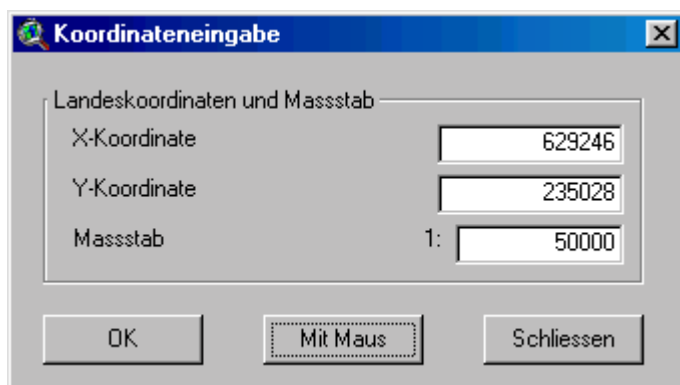 Koordinateneingabe
Landeskoordinaten und Massstab
X-Koordinate 629246
Y-Koordinate 235028
Massstab 1: 50000
OK Mit Maus Schliessen